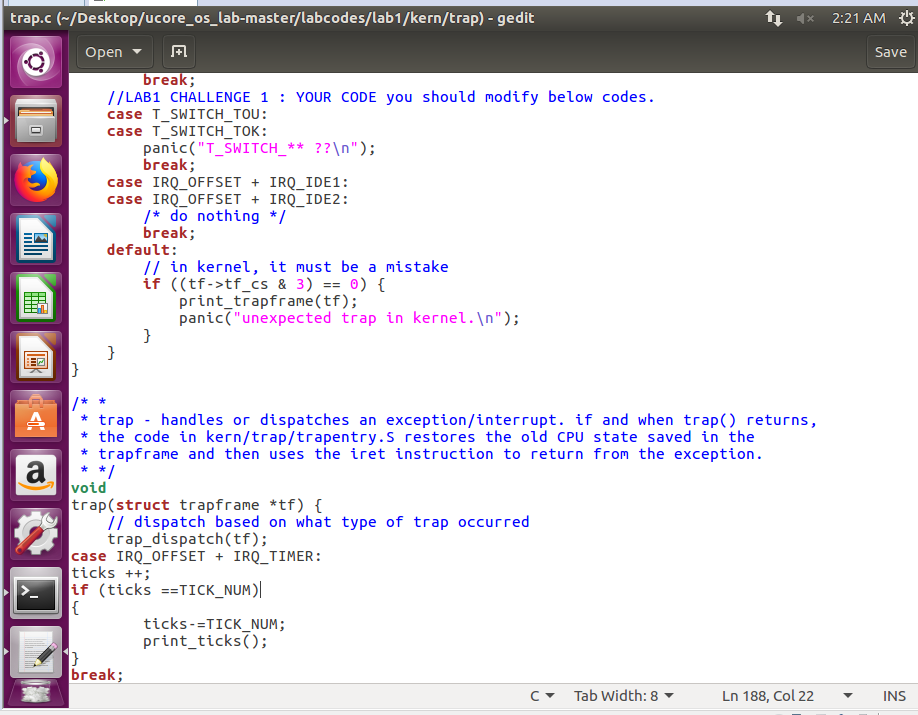 trap.c (~/Desktop/ucore_os_lab-master/labcodes/lab1/kern/trap) - gedit 2:21 AM
Open Save
        break;
    //LAB1 CHALLENGE 1 : YOUR CODE you should modify below codes.
    case T_SWITCH_TOU:
    case T_SWITCH_TOK:
        panic("T_SWITCH_** ??\n");
        break;
    case IRQ_OFFSET + IRQ_IDE1:
    case IRQ_OFFSET + IRQ_IDE2:
        /* do nothing */
        break;
    default:
        // in kernel, it must be a mistake
        if ((tf->tf_cs & 3) == 0) {
            print_trapframe(tf);
            panic("unexpected trap in kernel.\n");
        }
    }
}
/* *
 * trap - handles or dispatches an exception/interrupt. if and when trap() returns,
 * the code in kern/trap/trapentry.S restores the old CPU state saved in the
 * trapframe and then uses the iret instruction to return from the exception.
 * */
void
trap(struct trapframe *tf) {
    // dispatch based on what type of trap occurred
    trap_dispatch(tf);
case IRQ_OFFSET + IRQ_TIMER:
ticks ++;
if (ticks ==TICK_NUM)
{
        ticks-=TICK_NUM;
        print_ticks();
}
break;
C Tab Width: 8 Ln 188, Col 22 INS